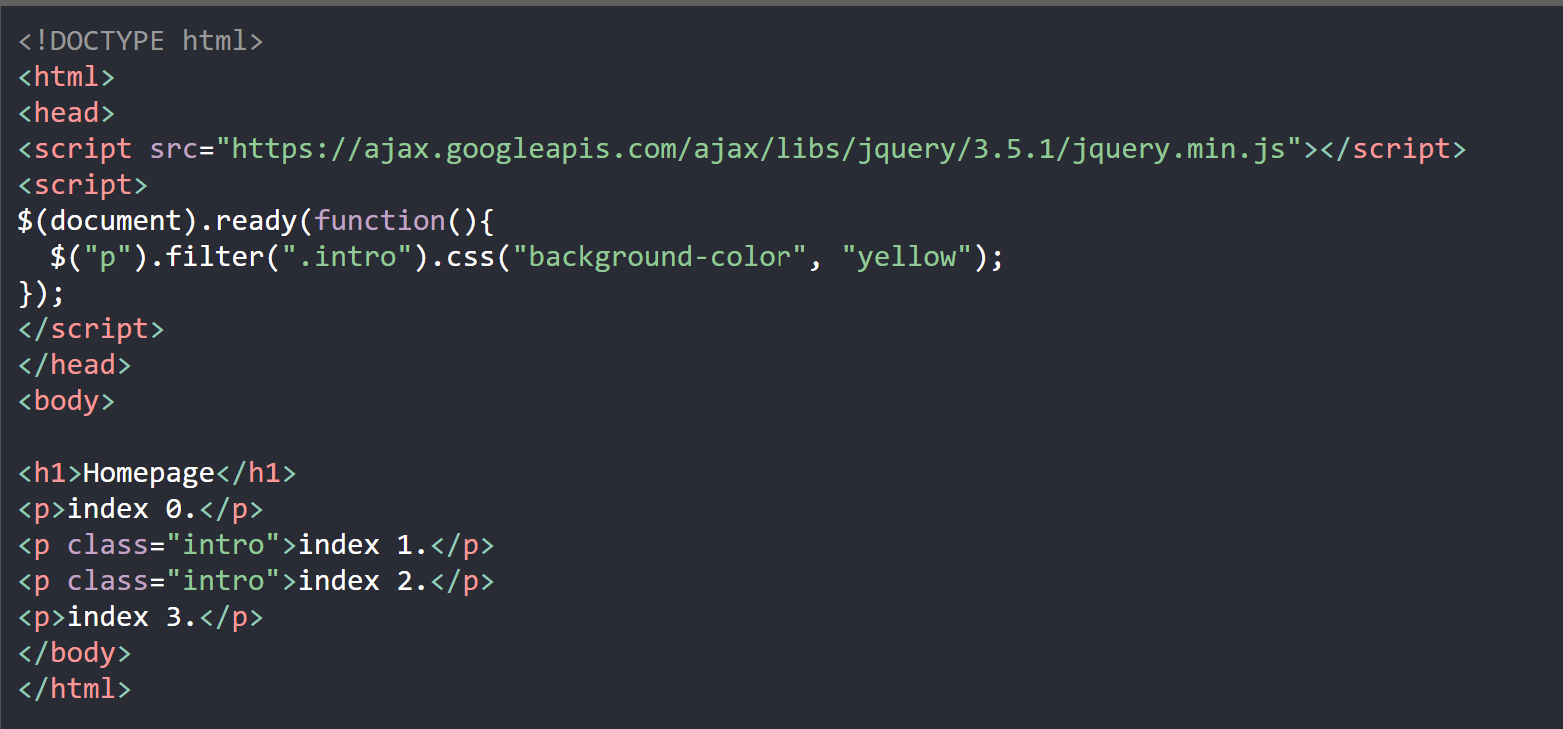 <!DOCTYPE html>
<html>
<head>
<script src="https://ajax.googleapis.com/ajax/libs/jquery/3.5.1/jquery.min.js"></script>
<script>
$(document).ready(function(){
  $("p").filter(".intro").css("background-color", "yellow");
});
</script>
</head>
<body>

<h1>Homepage</h1>
<p>index 0.</p>
<p class="intro">index 1.</p>
<p class="intro">index 2.</p>
<p>index 3.</p>
</body>
</html>